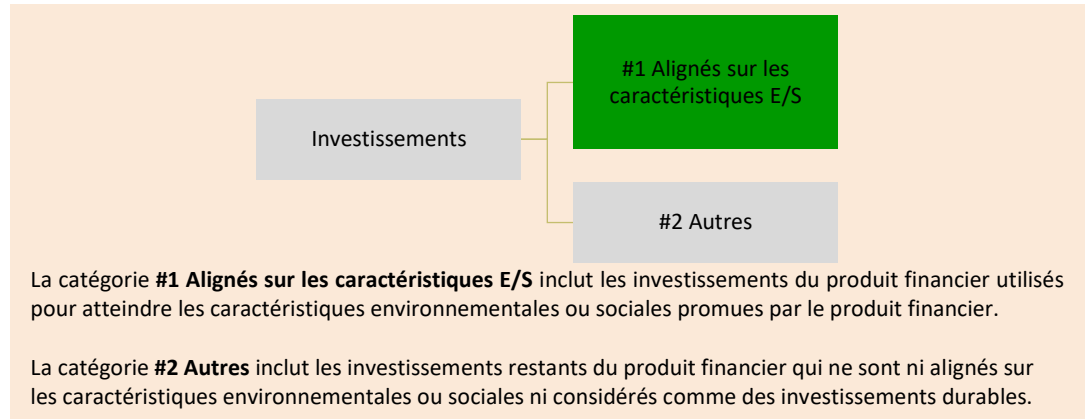 #1 Alignés sur les
caractéristiques E/S
Investissements
#2 Autres
La catégorie #1 Alignés sur les caractéristiques E/S inclut les investissements du produit financier utilisés
pour atteindre les caractéristiques environnementales ou sociales promues par le produit financier.
La catégorie #2 Autres inclut les investissements restants du produit financier qui ne sont ni alignés sur
les caractéristiques environnementales ou sociales ni considérés comme des investissements durables.